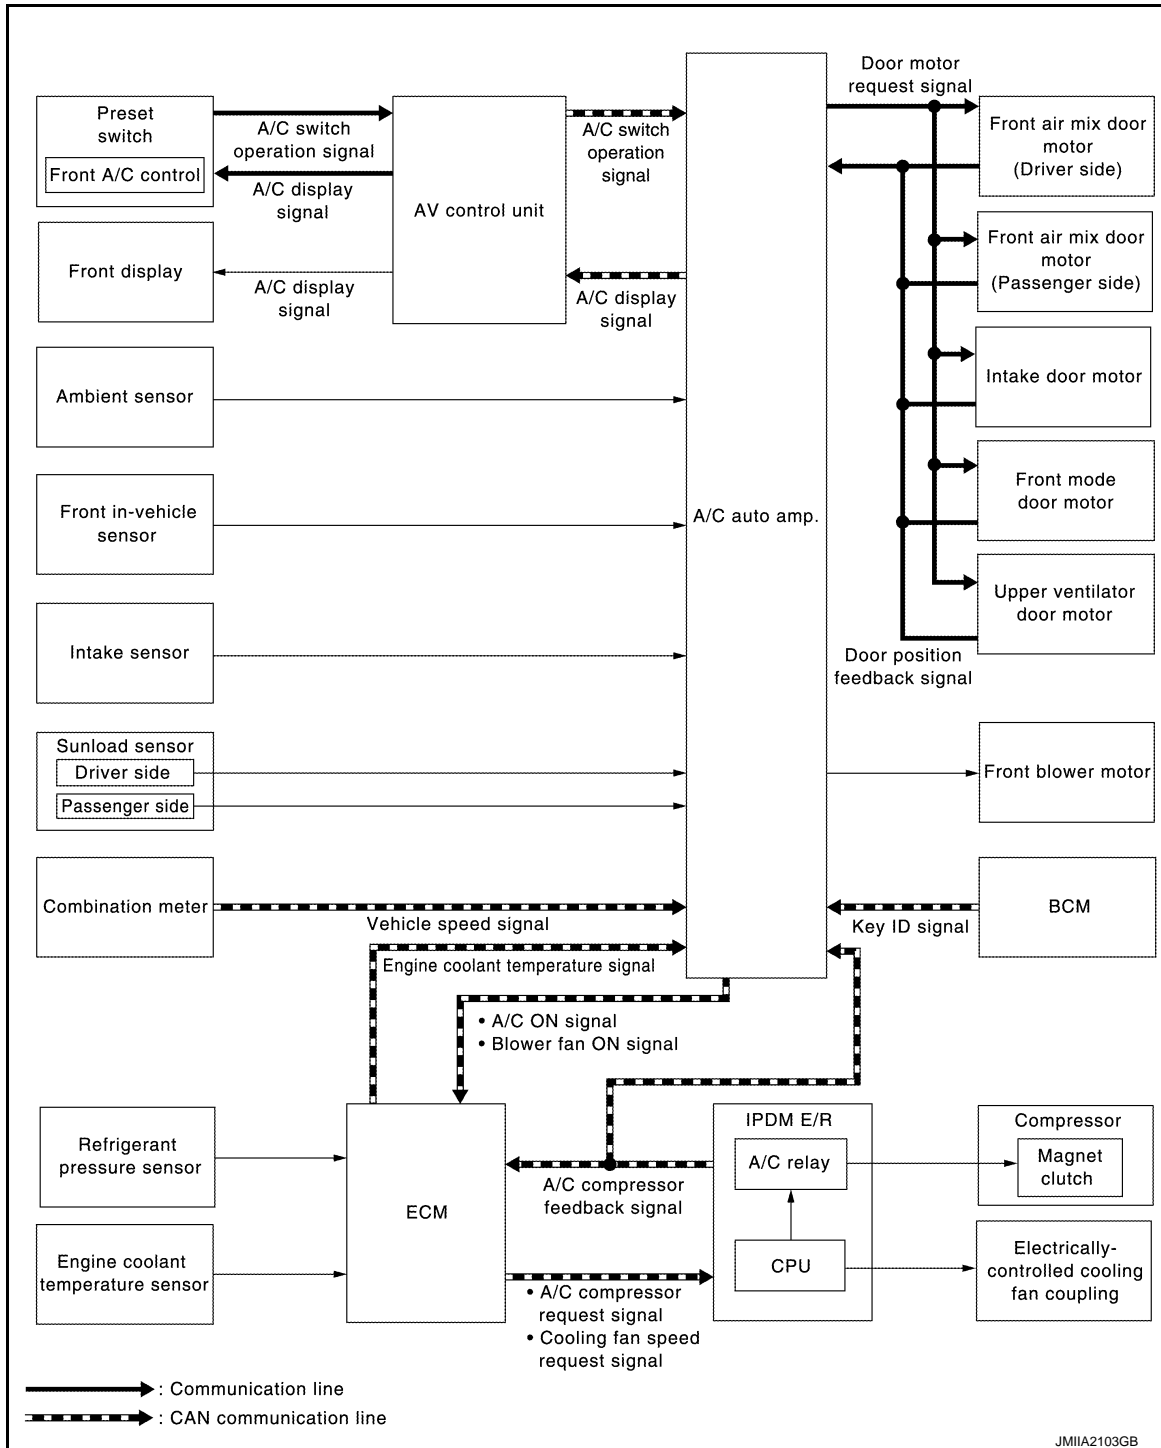 Door motor
request signal
Preset
switch
Front A/C control
A/C switch
operation signal
A/C display
signal
AV control unit
A/C switch
operation
signal
A/C display
signal
Front display
A/C display
signal
Ambient sensor
Front in-vehicle
sensor
Intake sensor
Sunload sensor
Driver side
Passenger side
Combination meter
Vehicle speed signal
A/C auto amp.
Front air mix door
motor
(Driver side)
Front air mix door
motor
(Passenger side)
Intake door motor
Front mode
door motor
Upper ventilator
door motor
Door position
feedback signal
Front blower motor
BCM
Key ID signal
Engine coolant temperature signal
• A/C ON signal
• Blower fan ON signal
Refrigerant
pressure sensor
Engine coolant
temperature sensor
ECM
A/C compressor
feedback signal
• A/C compressor
request signal
• Cooling fan speed
request signal
IPDM E/R
A/C relay
CPU
Compressor
Magnet
clutch
Electrically-
controlled cooling
fan coupling
: Communication line
: CAN communication line
JMIIA2103GB